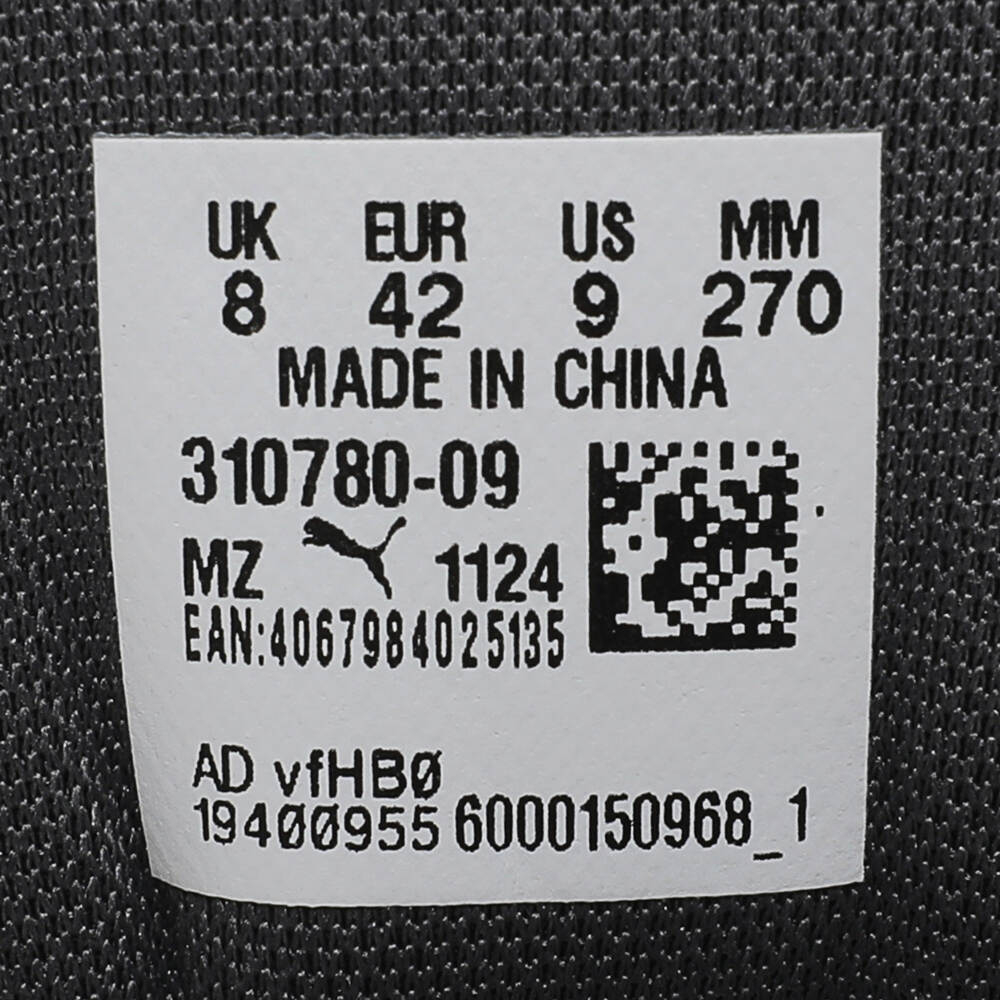 UK EUR US MM
8 42 9 270
MADE IN CHINA
310780-09
MZ 1124
EAN:4067984025135
AD vfHBØ
19400955 6000150968_1